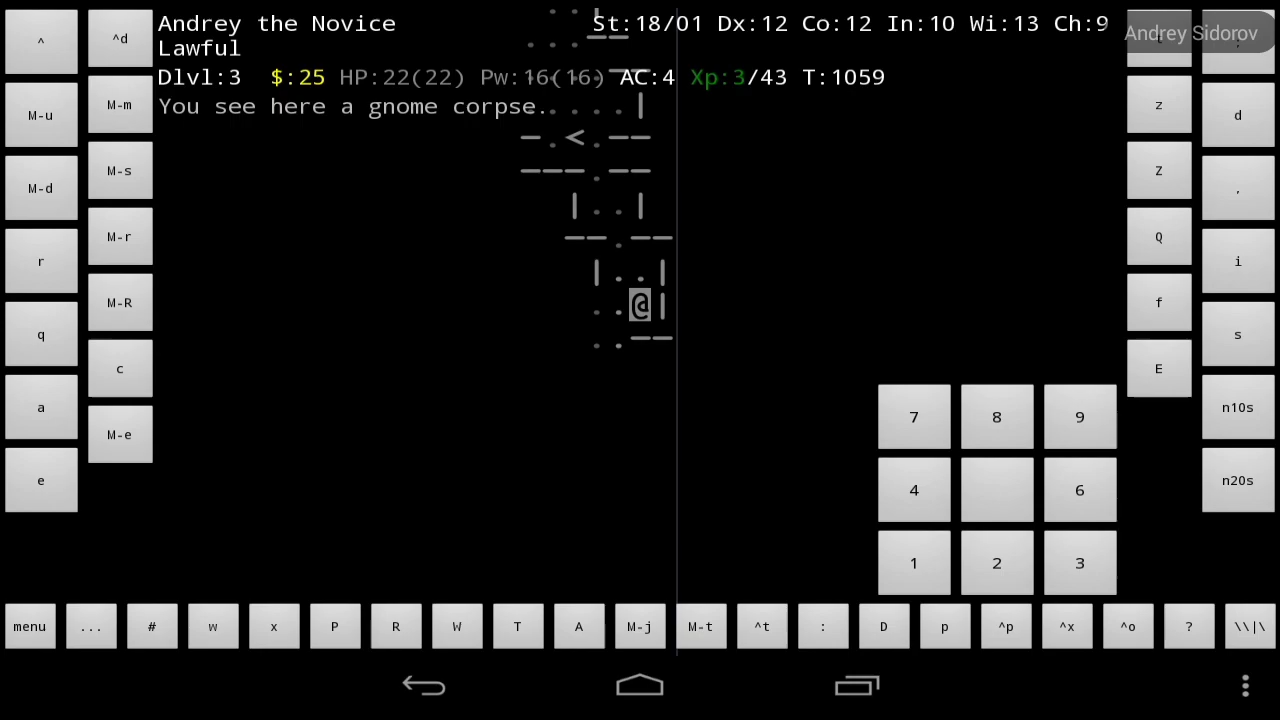 Andrey the Novice St:18/01 Dx:12 Co:12 In:10 Wi:13 Ch:9
Lawful
Dlvl:3 $:25 HP:22(22) Pw:16(16) AC:4 Xp:3/43 T:1059
You see here a gnome corpse.
Andrey Sidorov
^ ^d
M-u M-m z d
M-d M-s Z ,
r M-r Q i
q M-R f s
a c E n10s
e M-e n20s
7 8 9
4 6
1 2 3
menu ... # w x P R W T A M-j M-t ^t : D p ^p ^x ^o ? \\|\
. .
. . . — —
. . . . . |
— . < . — —
— — — . — —
| . . |
— — . — —
| . . |
. . @ |
. . — —